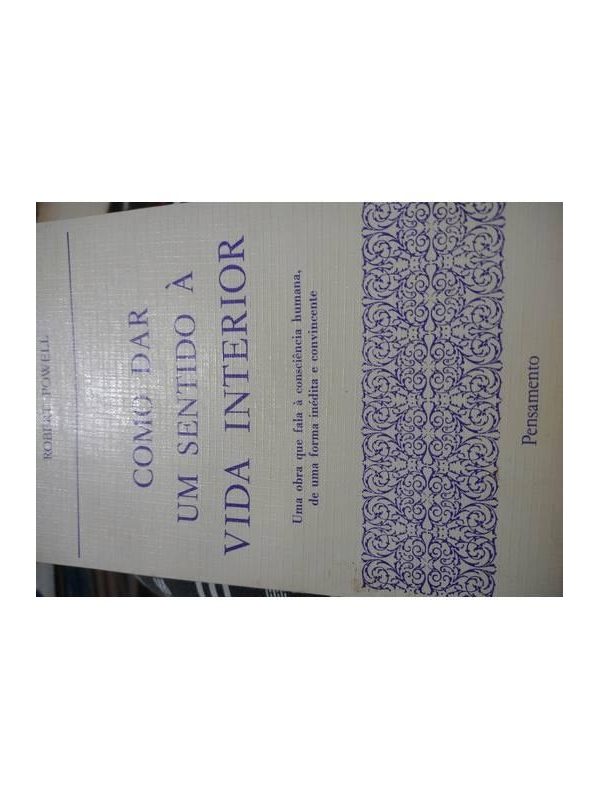 ROBERT POWELL
COMO DAR
UM SENTIDO À
VIDA INTERIOR
Uma obra que fala à consciência humana,
de uma forma inédita e convincente
Pensamento